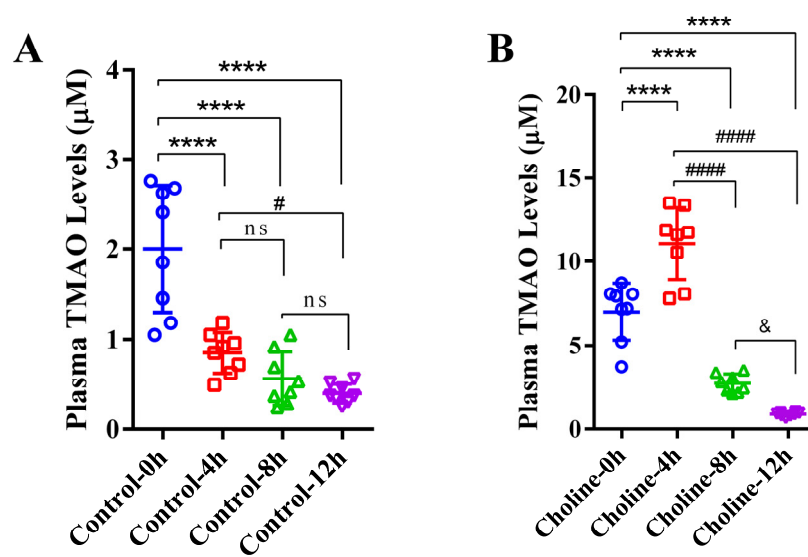 A
Plasma TMAO Levels (μM)
4
3
2
1
0
****
****
****
#
ns
ns
Control-0h
Control-4h
Control-8h
Control-12h
B
Plasma TMAO Levels (μM)
20
15
10
5
0
****
****
****
####
####
&
Choline-0h
Choline-4h
Choline-8h
Choline-12h